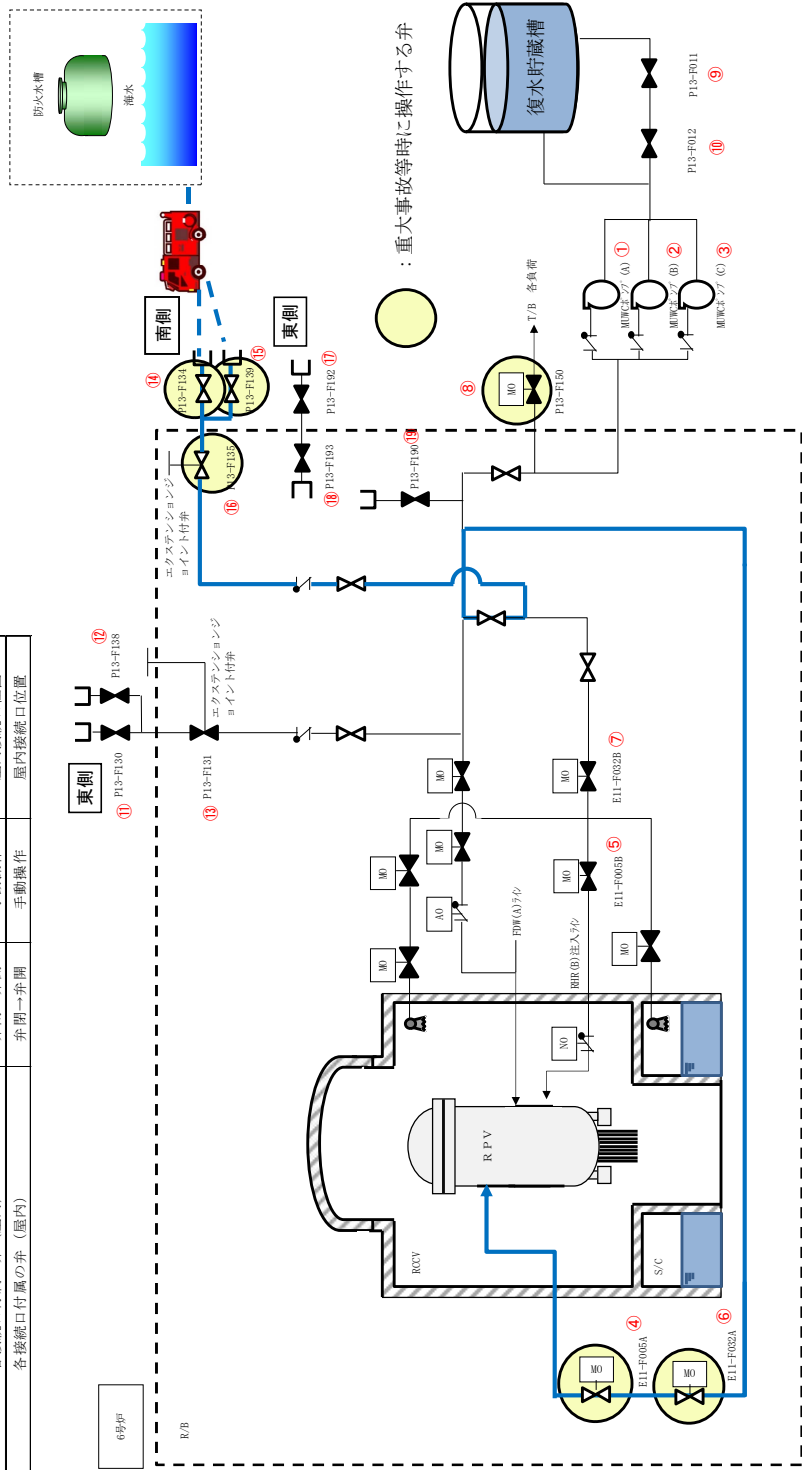 各接続口付属の弁（屋内）
弁閉→弁開
手動操作
屋内接続口位置
6号炉
R/B
東側
⑪
P13-F130
⑫
P13-F138
⑬
P13-F131
エクステンションジ
ョイント付弁
エクステンションジ
ョイント付弁
防火水槽
海水
南側
⑭
P13-F134
⑮
P13-F139
⑯
P13-F135
東側
⑰
P13-F192
⑱
P13-F193
⑲
P13-F190
：重大事故等時に操作する弁
RCCV
RPV
S/C
MO
MO
MO
MO
AO
FDW(A)ライン
MO
MO
⑦
E11-F032B
⑤
E11-F005B
RHR(B)注入ライン
NO
MO
MO
④
E11-F005A
MO
⑥
E11-F032A
⑧
MO
P13-F150
T/B 各負荷
MUWCポンプ(A)
①
MUWCポンプ(B)
②
MUWCポンプ(C)
③
復水貯蔵槽
P13-F011
⑨
P13-F012
⑩